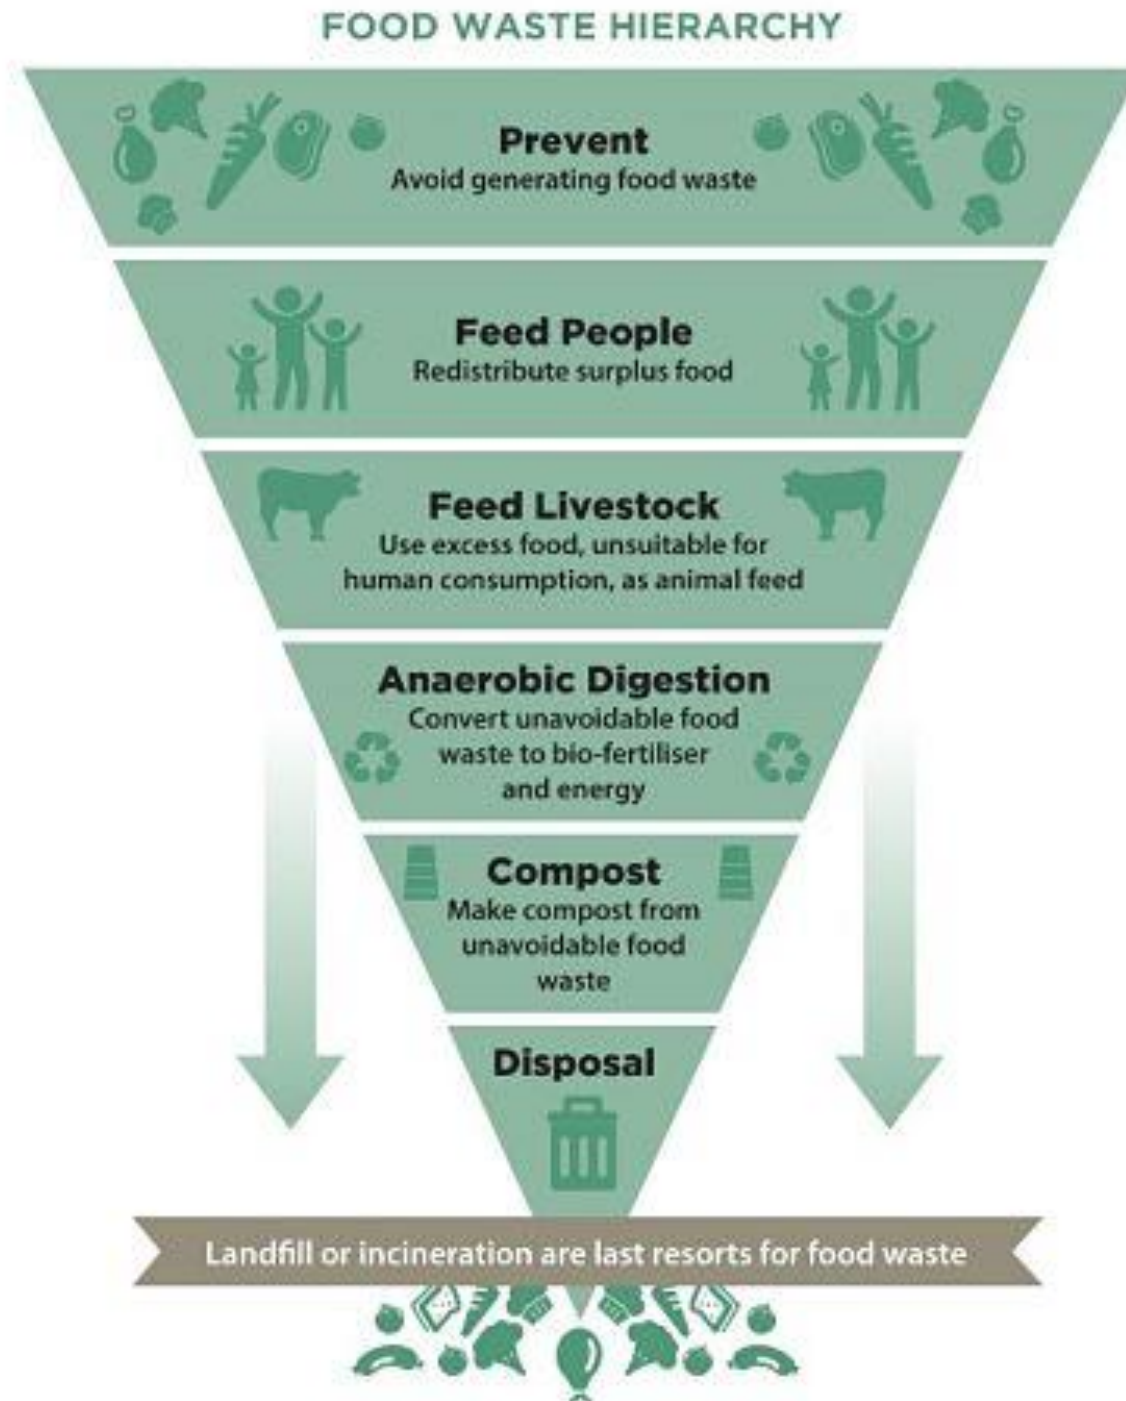 FOOD WASTE HIERARCHY
Prevent
Avoid generating food waste
Feed People
Redistribute surplus food
Feed Livestock
Use excess food, unsuitable for
human consumption, as animal feed
Anaerobic Digestion
Convert unavoidable food
waste to bio-fertiliser
and energy
Compost
Make compost from
unavoidable food
waste
Disposal
Landfill or incineration are last resorts for food waste